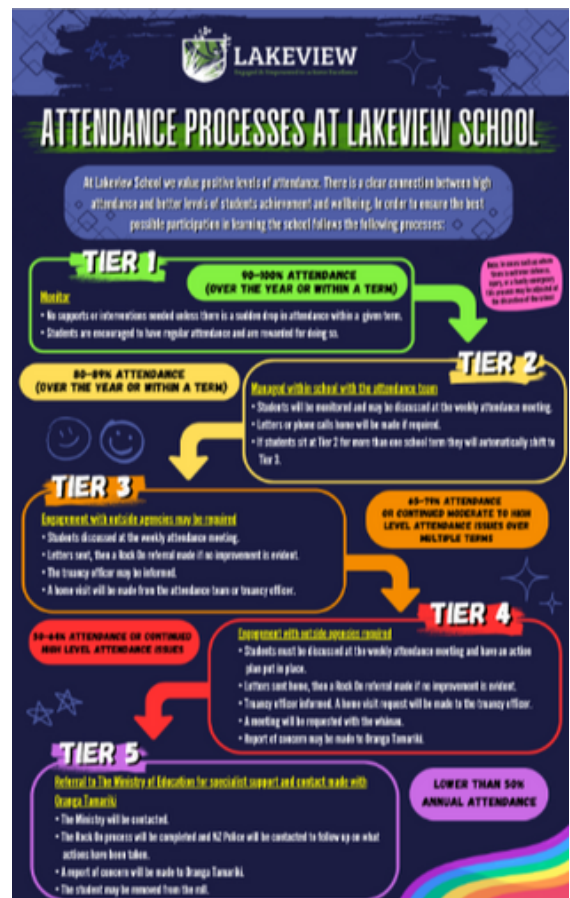 LAKEVIEW
ATTENDANCE PROCESSES AT LAKEVIEW SCHOOL
At Lakeview School we value positive levels of attendance. There is a clear connection between high
attendance and better levels of students achievement and wellbeing. In order to ensure the best
possible participation in learning the school follows the following processes:
TIER 1
90-100% ATTENDANCE
(OVER THE YEAR OR WITHIN A TERM)
Monitor
• No supports or interventions needed unless there is a sudden drop in attendance within a given term.
• Students are encouraged to have regular attendance and are rewarded for doing so.
80-89% ATTENDANCE
(OVER THE YEAR OR WITHIN A TERM)
TIER 2
Managed within school with the attendance team
• Students will be monitored and may be discussed at the weekly attendance meeting.
• Letters or phone calls home will be made if required.
• If students sit at Tier 2 for more than one school term they will automatically shift to
Tier 3.
TIER 3
65-79% ATTENDANCE
OR CONTINUED MODERATE TO HIGH
LEVEL ATTENDANCE ISSUES OVER
MULTIPLE TERMS
Engagement with outside agencies may be required
• Students discussed at the weekly attendance meeting.
• Letters sent, then a Rock On referral made if no improvement is evident.
• The truancy officer may be informed.
• A home visit will be made from the attendance team or truancy officer.
50-64% ATTENDANCE OR CONTINUED
HIGH LEVEL ATTENDANCE ISSUES
TIER 4
Engagement with outside agencies required
• Students must be discussed at the weekly attendance meeting and have an action
plan put in place.
• Letters sent home, then a Rock On referral made if no improvement is evident.
• Truancy officer informed. A home visit request will be made to the truancy officer.
• A meeting will be requested with the whānau.
• Report of concern may be made to Oranga Tamariki.
TIER 5
LOWER THAN 50%
ANNUAL ATTENDANCE
Referral to The Ministry of Education for specialist support and contact made with
Oranga Tamariki
• The Ministry will be contacted.
• The Rock On process will be completed and NZ Police will be contacted to follow up on what
actions have been taken.
• A report of concern will be made to Oranga Tamariki.
• The student may be removed from the roll.